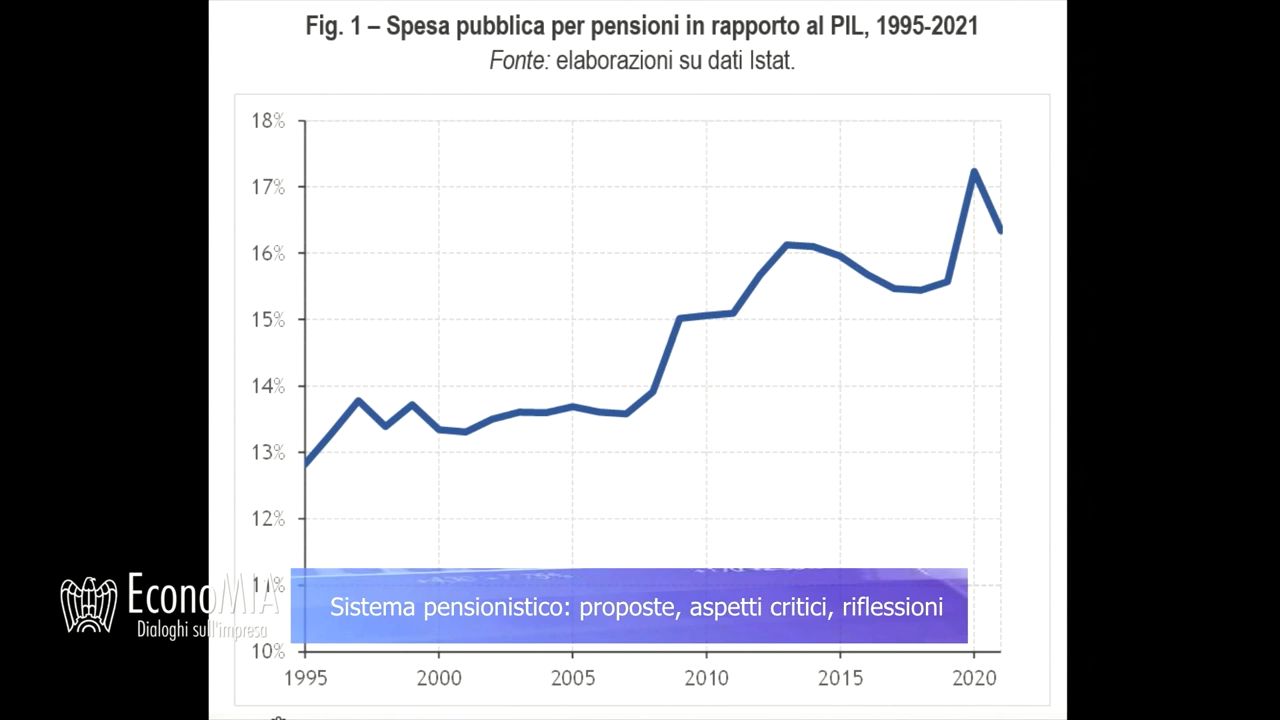 Fig. 1 – Spesa pubblica per pensioni in rapporto al PIL, 1995-2021
Fonte: elaborazioni su dati Istat.
18%
17%
16%
15%
14%
13%
12%
11%
10%
1995 2000 2005 2010 2015 2020
EconoMIA
Dialoghi sull'impresa
Sistema pensionistico: proposte, aspetti critici, riflessioni